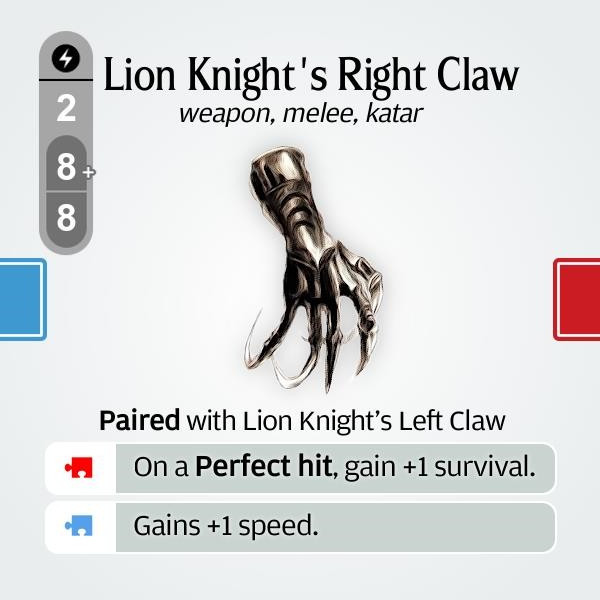 Lion Knight's Right Claw
weapon, melee, katar
2
8+
8
Paired with Lion Knight’s Left Claw
On a Perfect hit, gain +1 survival.
Gains +1 speed.